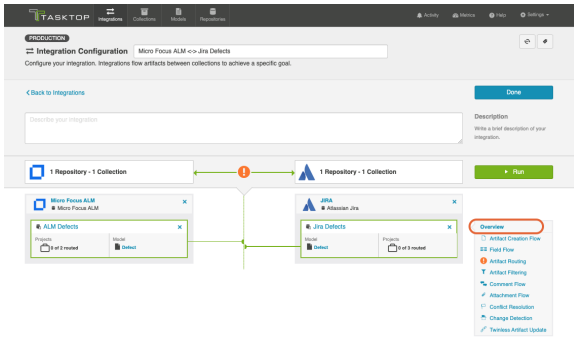 TASKTOP
Integrations
Collections
Models
Repositories
Activity
Metrics
Help
Settings
PRODUCTION
Integration Configuration
Micro Focus ALM <-> Jira Defects
Configure your integration. Integrations flow artifacts between collections to achieve a specific goal.
Back to Integrations
Done
Describe your integration
Description
Write a brief description of your
integration.
1 Repository - 1 Collection
1 Repository - 1 Collection
Run
Micro Focus ALM
Micro Focus ALM
JIRA
Atlassian Jira
ALM Defects
Projects
0 of 2 routed
Model
Defect
Jira Defects
Model
Defect
Projects
0 of 3 routed
Overview
Artifact Creation Flow
Field Flow
Artifact Routing
Artifact Filtering
Comment Flow
Attachment Flow
Conflict Resolution
Change Detection
Twinless Artifact Update